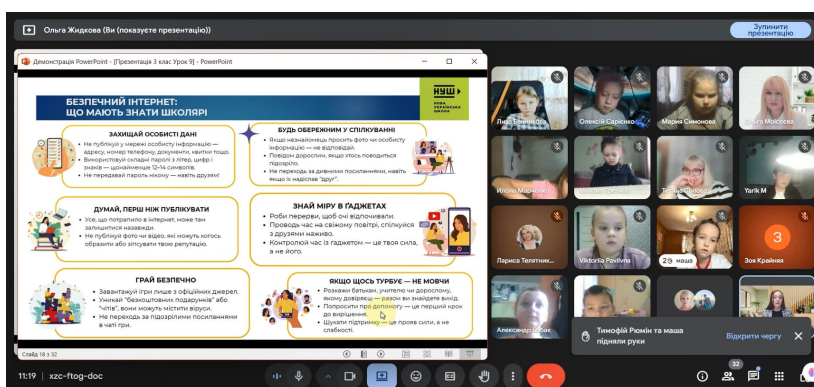 Ольга Жидкова (Ви (показуєте презентацію))
Зупинити
презентацію
Демонстрація PowerPoint - [Презентація 3 клас Урок 9] - PowerPoint
БЕЗПЕЧНИЙ ІНТЕРНЕТ:
ЩО МАЮТЬ ЗНАТИ ШКОЛЯРІ
НУШ
НОВА
УКРАЇНСЬКА
ШКОЛА
ЗАХИЩАЙ ОСОБИСТІ ДАНІ
Не публікуй у мережі особисту інформацію —
адресу, номер телефону, документи, квитки тощо.
Використовуй складні паролі з літер, цифр і
знаків — щонайменше 12–14 символів.
Не передавай пароль нікому — навіть друзям!
БУДЬ ОБЕРЕЖНИМ У СПІЛКУВАННІ
Якщо незнайомець просить фото чи особисту
інформацію — не відповідай.
Повідом дорослим, якщо хтось поводиться
підозріло.
Не переходь за дивними посиланнями, навіть
якщо їх надіслав "друг".
ДУМАЙ, ПЕРШ НІЖ ПУБЛІКУВАТИ
Усе, що потрапило в інтернет, може там
залишитися назавжди.
Не публікуй фото чи відео, які можуть когось
образити або зіпсувати твою репутацію.
ЗНАЙ МІРУ В ҐАДЖЕТАХ
Роби перерви, щоб очі відпочивали.
Проводь час на свіжому повітрі, спілкуйся
з друзями наживо.
Контролюй час із гаджетом — це твоя сила,
а не його.
ГРАЙ БЕЗПЕЧНО
Завантажуй ігри лише з офіційних джерел.
Уникай "безкоштовних подарунків" або
"читів", вони можуть містити віруси.
Не переходь за підозрілими посиланнями
в чаті гри.
ЯКЩО ЩОСЬ ТУРБУЄ — НЕ МОВЧИ
Розкажи батькам, учителю чи дорослому,
якому довіряєш — разом ви знайдете вихід.
Попросити про допомогу — це перший крок
до вирішення.
Шукати підтримку — це прояв сили, а не
слабкості.
Слайд 18 з 32
Олексій Сарієнко
Мария Симонова
Ольга Моісеєва
Илона Марченко
Yarik M
Лариса Телятник...
Viktoriia Pavlivna
маша
З
Зоя Крайняя
Александр
Тимофій Рюмін та маша
підняли руки
Відкрити чергу
32
11:19 | xzc-ftog-doc